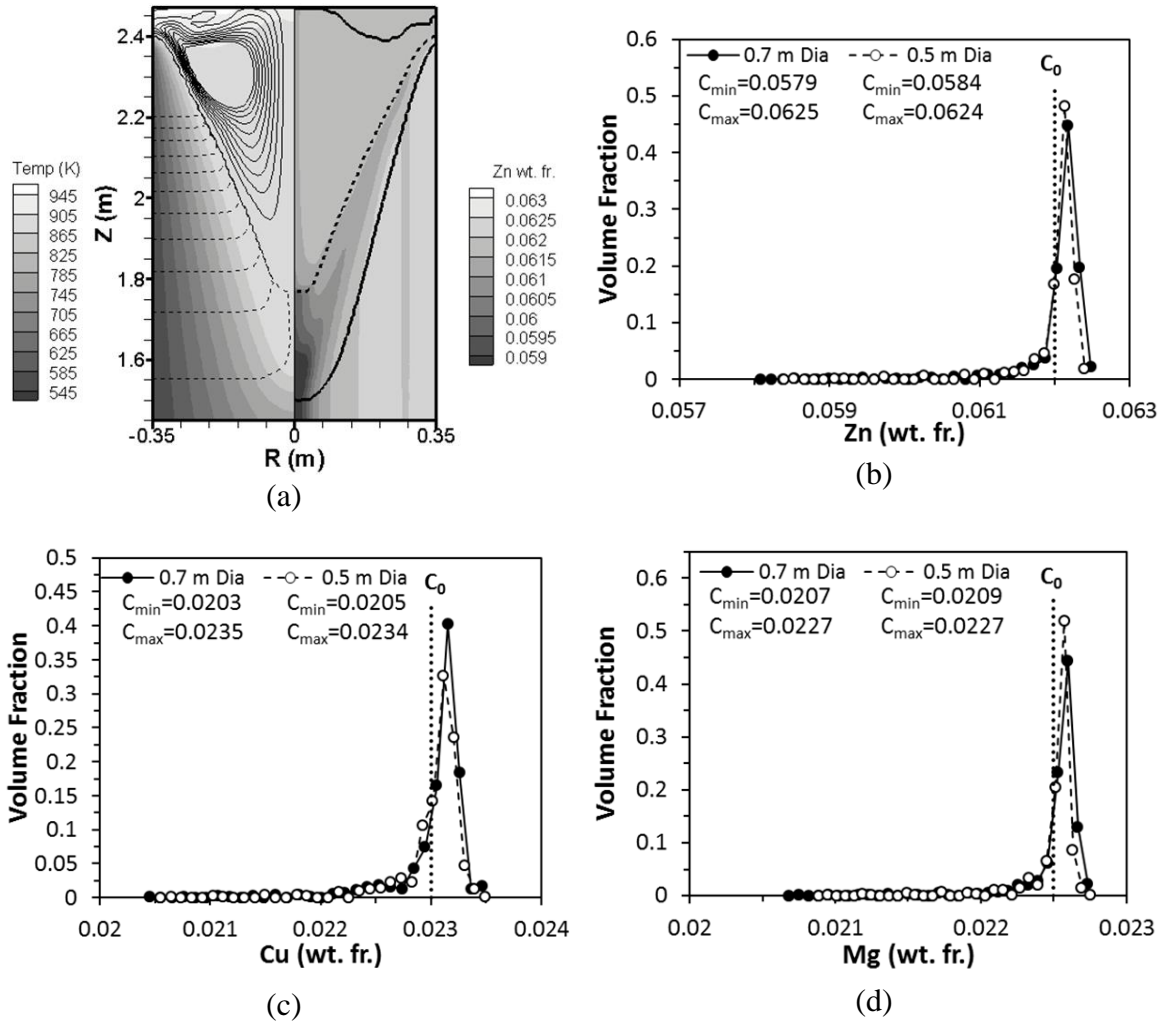 2.4
2.2
2
1.8
1.6
Z (m)
-0.35 0 0.35
R (m)
Temp (K)
945
905
865
825
785
745
705
665
625
585
545
Zn wt. fr.
0.063
0.0625
0.062
0.0615
0.061
0.0605
0.06
0.0595
0.059
(a)
0.7 m Dia 0.5 m Dia
Cmin=0.0579 Cmin=0.0584
Cmax=0.0625 Cmax=0.0624
C0
0.6
0.5
0.4
0.3
0.2
0.1
0
Volume Fraction
0.057 0.059 0.061 0.063
Zn (wt. fr.)
(b)
0.7 m Dia 0.5 m Dia
Cmin=0.0203 Cmin=0.0205
Cmax=0.0235 Cmax=0.0234
C0
0.5
0.45
0.4
0.35
0.3
0.25
0.2
0.15
0.1
0.05
0
Volume Fraction
0.02 0.021 0.022 0.023 0.024
Cu (wt. fr.)
(c)
0.7 m Dia 0.5 m Dia
Cmin=0.0207 Cmin=0.0209
Cmax=0.0227 Cmax=0.0227
C0
0.6
0.5
0.4
0.3
0.2
0.1
0
Volume Fraction
0.02 0.021 0.022 0.023
Mg (wt. fr.)
(d)